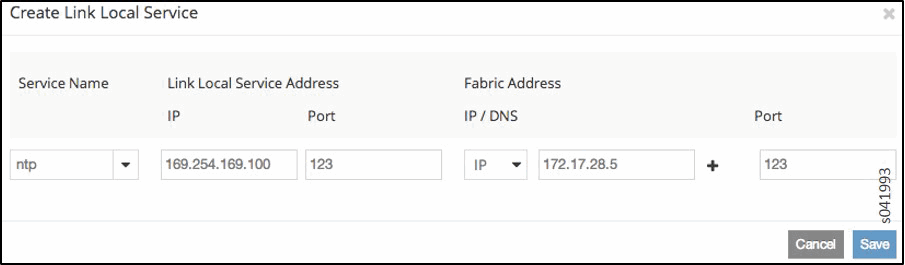 Create Link Local Service ×
Service Name Link Local Service Address Fabric Address
IP Port IP / DNS Port
ntp 169.254.169.100 123 IP 172.17.28.5 + 123
s041993
Cancel Save